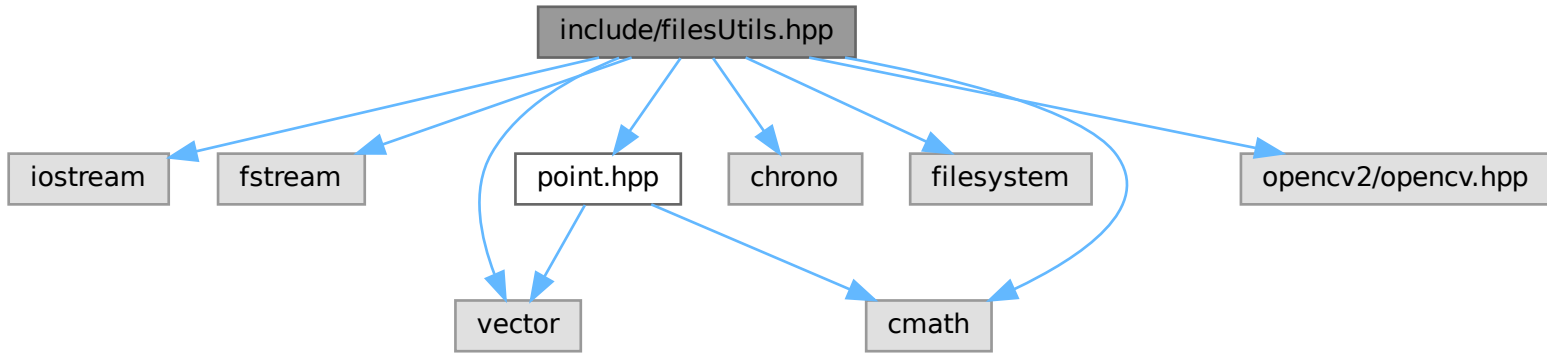 include/filesUtils.hpp
iostream
fstream
point.hpp
chrono
filesystem
opencv2/opencv.hpp
vector
cmath